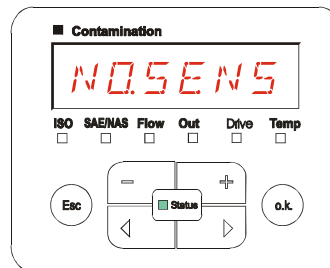 Contamination
NO.SENS
ISO SAE/NAS Flow Out Drive Temp
− +
Esc Status o.k.